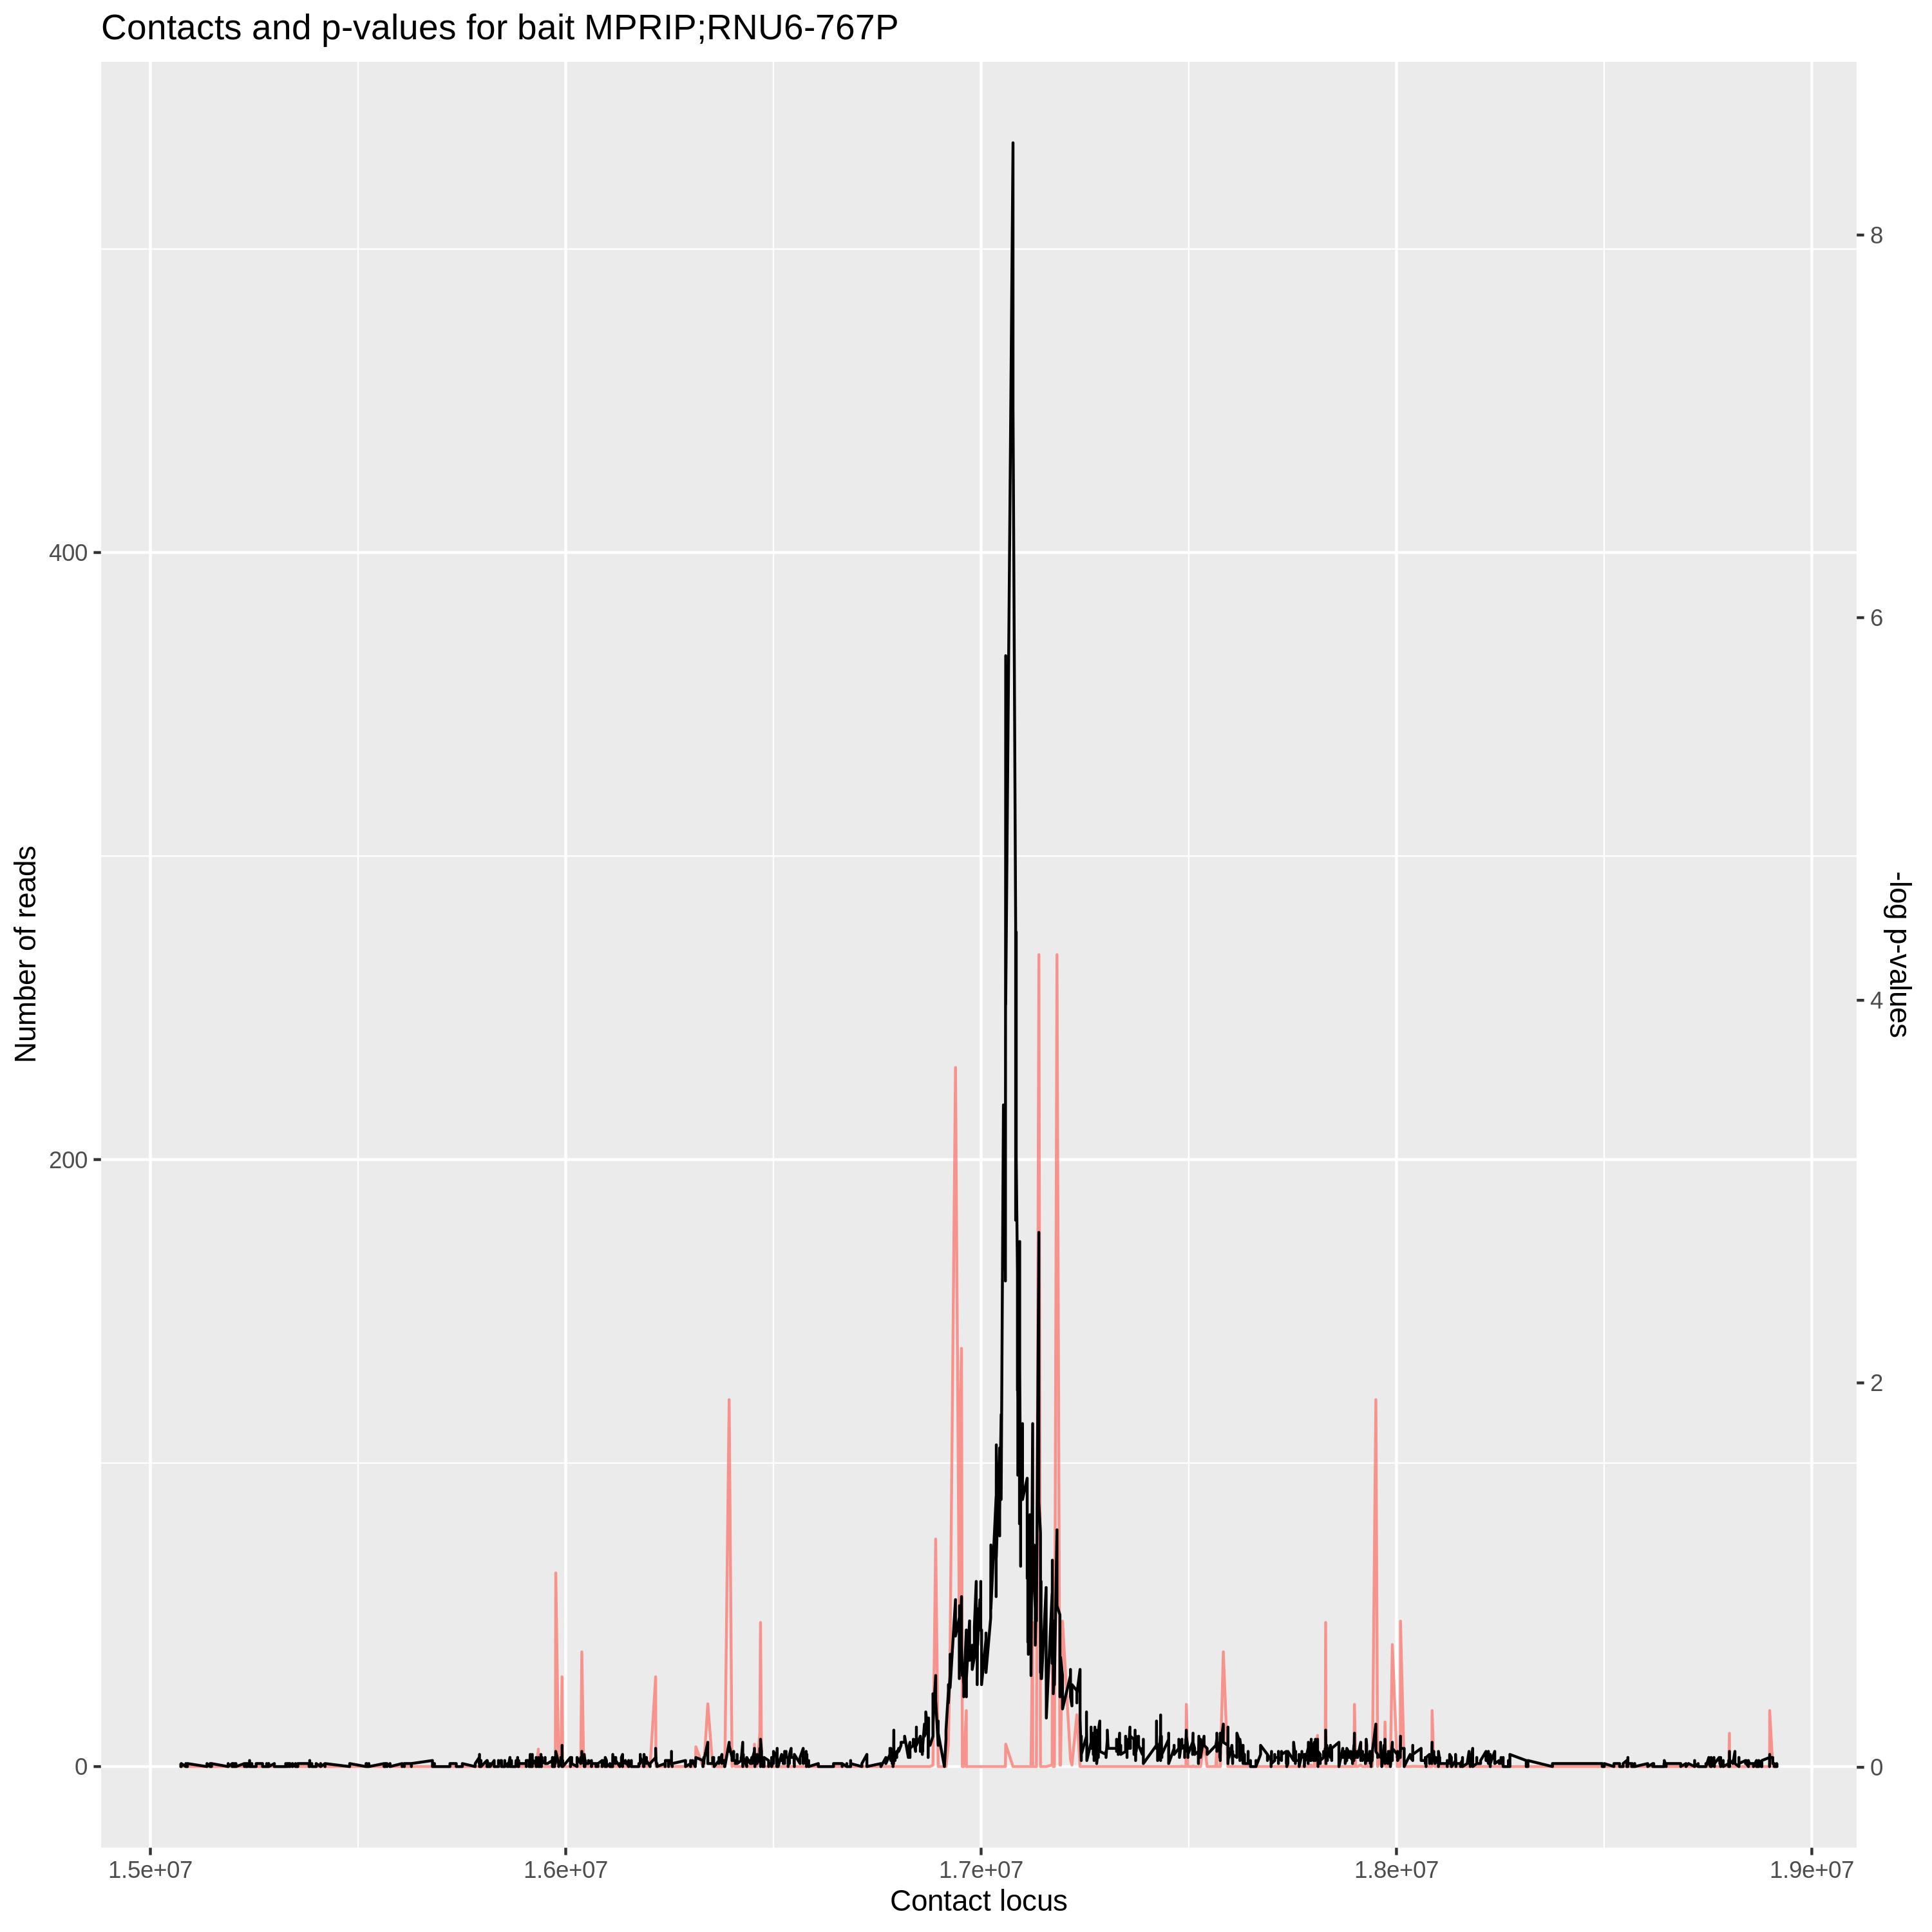 Contacts and p-values for bait MPRIP;RNU6-767P
Number of reads
400
200
0
8
6
4
2
0
-log p-values
1.5e+07
1.6e+07
1.7e+07
1.8e+07
1.9e+07
Contact locus